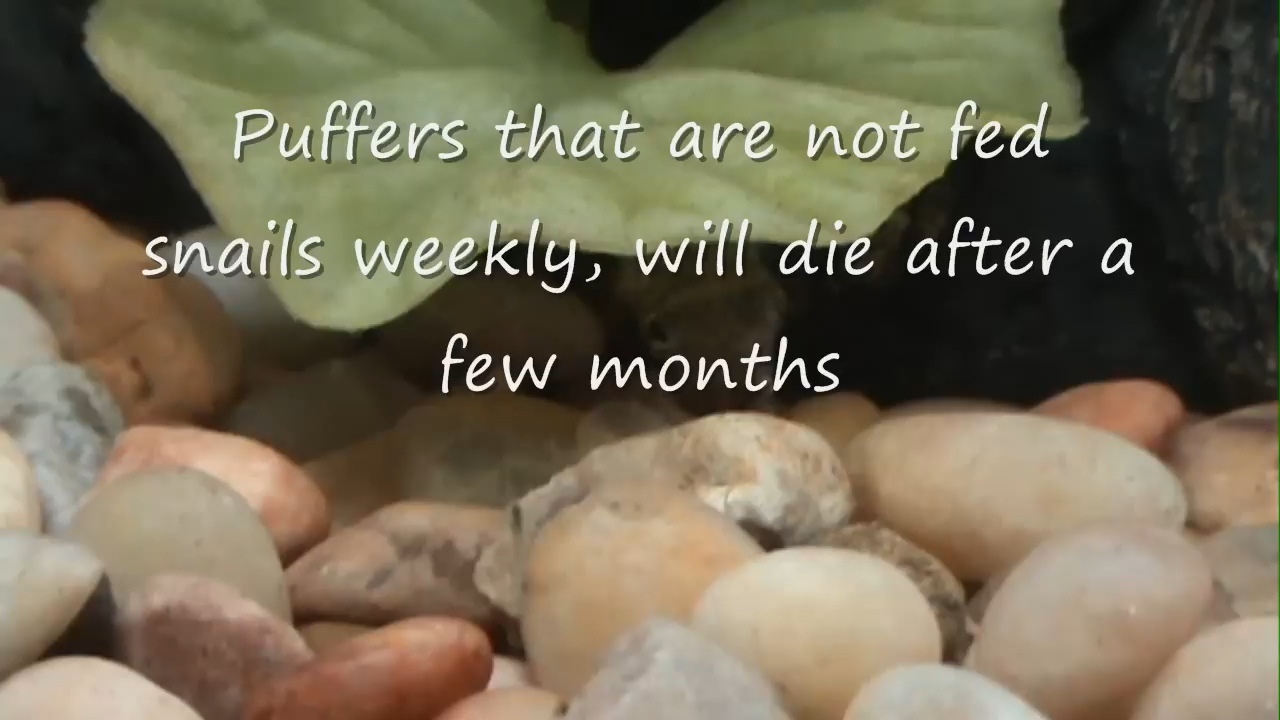 Puffers that are not fed
snails weekly, will die after a
few months